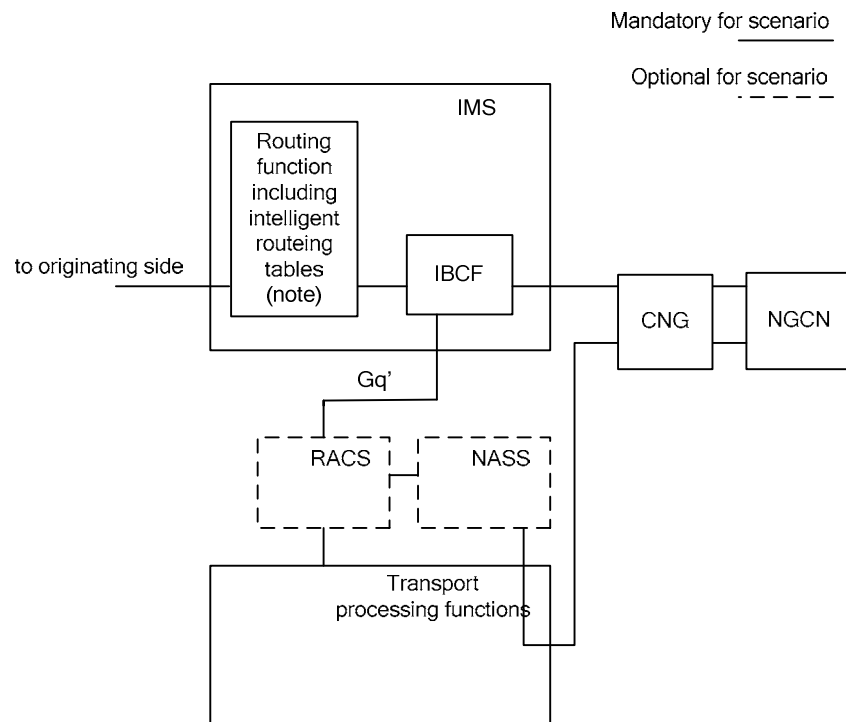 Mandatory for scenario
Optional for scenario
IMS
Routing
function
including
intelligent
routeing
tables
(note)
to originating side
IBCF
CNG
NGCN
Gq’
RACS
NASS
Transport
processing functions